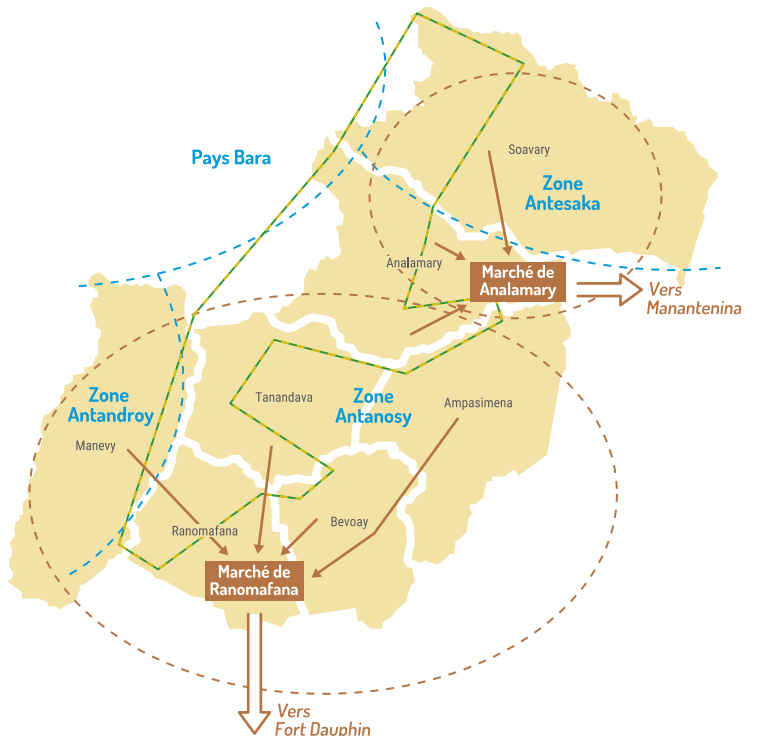 Soavary
Pays Bara
Zone
Antesaka
Analamary
Marché de
Analamary
Vers
Manantenina
Zone
Antandroy
Tanandava
Zone
Antanosy
Ampasimena
Manevy
Ranomafana
Bevoay
Marché de
Ranomafana
Vers
Fort Dauphin